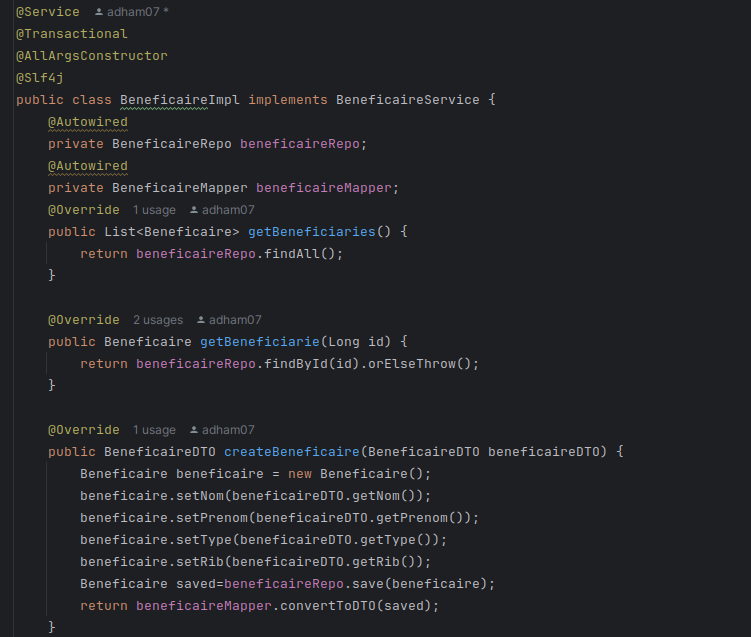 @Service adham07 *
@Transactional
@AllArgsConstructor
@Slf4j
public class BeneficaireImpl implements BeneficaireService {
    @Autowired
    private BeneficaireRepo beneficaireRepo;
    @Autowired
    private BeneficaireMapper beneficaireMapper;
    @Override 1 usage adham07
    public List<Beneficaire> getBeneficiaries() {
        return beneficaireRepo.findAll();
    }
    @Override 2 usages adham07
    public Beneficaire getBeneficiarie(Long id) {
        return beneficaireRepo.findById(id).orElseThrow();
    }
    @Override 1 usage adham07
    public BeneficaireDTO createBeneficaire(BeneficaireDTO beneficaireDTO) {
        Beneficaire beneficaire = new Beneficaire();
        beneficaire.setNom(beneficaireDTO.getNom());
        beneficaire.setPrenom(beneficaireDTO.getPrenom());
        beneficaire.setType(beneficaireDTO.getType());
        beneficaire.setRib(beneficaireDTO.getRib());
        Beneficaire saved=beneficaireRepo.save(beneficaire);
        return beneficaireMapper.convertToDTO(saved);
    }